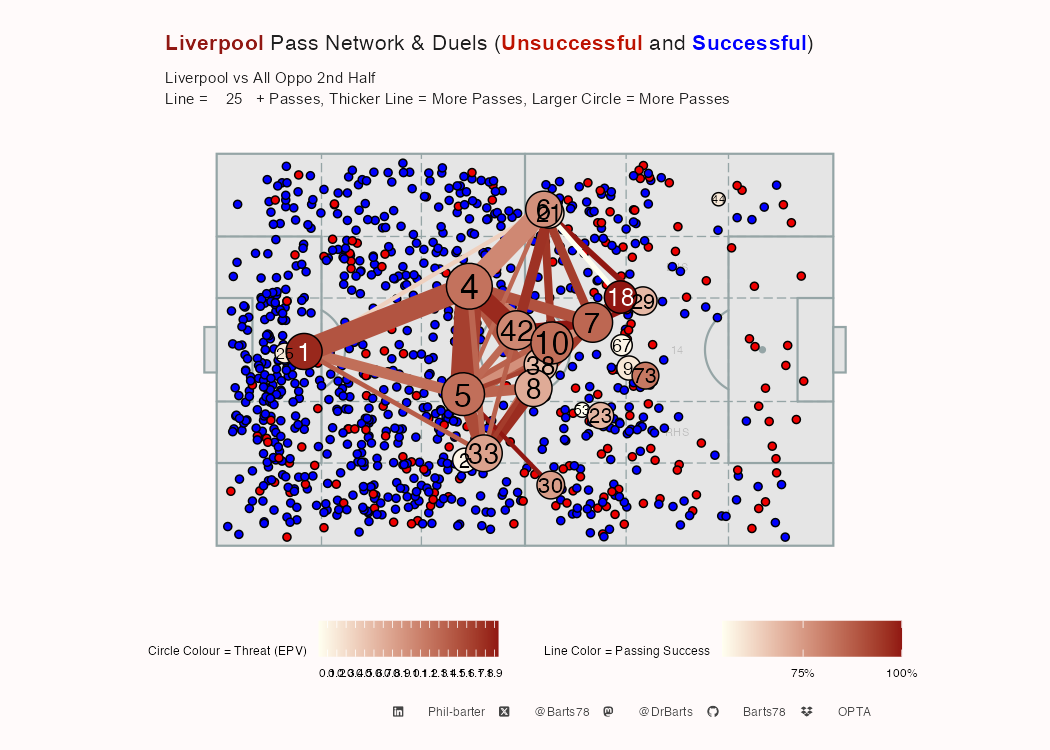 Liverpool Pass Network & Duels (Unsuccessful and Successful)
Liverpool vs All Oppo 2nd Half
Line = 25 + Passes, Thicker Line = More Passes, Larger Circle = More Passes
44
6
4
18
29
7
42
10
67
14
25
1
38
9
73
5
8
63
23
HS
33
2
30
Circle Colour = Threat (EPV)
Line Color = Passing Success
75%
100%
Phil-barter
@Barts78
@DrBarts
Barts78
OPTA